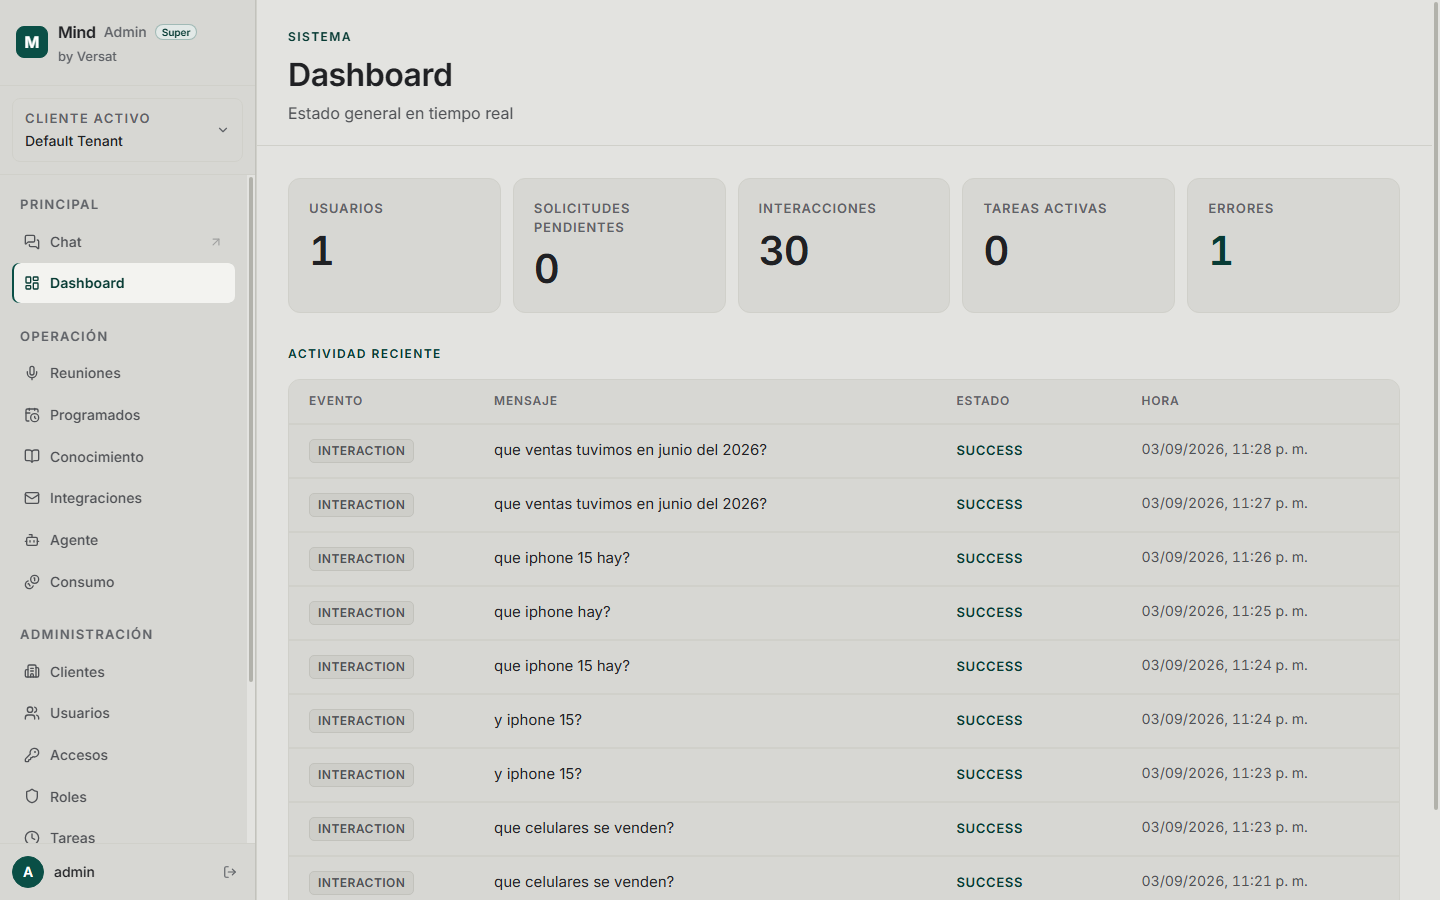 M
Mind Admin Super
by Versat
CLIENTE ACTIVO
Default Tenant
PRINCIPAL
Chat
Dashboard
OPERACIÓN
Reuniones
Programados
Conocimiento
Integraciones
Agente
Consumo
ADMINISTRACIÓN
Clientes
Usuarios
Accesos
Roles
Tareas
A admin
SISTEMA
Dashboard
Estado general en tiempo real
USUARIOS
1
SOLICITUDES
PENDIENTES
0
INTERACCIONES
30
TAREAS ACTIVAS
0
ERRORES
1
ACTIVIDAD RECIENTE
EVENTO MENSAJE ESTADO HORA
INTERACTION que ventas tuvimos en junio del 2026? SUCCESS 03/09/2026, 11:28 p. m.
INTERACTION que ventas tuvimos en junio del 2026? SUCCESS 03/09/2026, 11:27 p. m.
INTERACTION que iphone 15 hay? SUCCESS 03/09/2026, 11:26 p. m.
INTERACTION que iphone hay? SUCCESS 03/09/2026, 11:25 p. m.
INTERACTION que iphone 15 hay? SUCCESS 03/09/2026, 11:24 p. m.
INTERACTION y iphone 15? SUCCESS 03/09/2026, 11:24 p. m.
INTERACTION y iphone 15? SUCCESS 03/09/2026, 11:23 p. m.
INTERACTION que celulares se venden? SUCCESS 03/09/2026, 11:23 p. m.
INTERACTION que celulares se venden? SUCCESS 03/09/2026, 11:21 p. m.